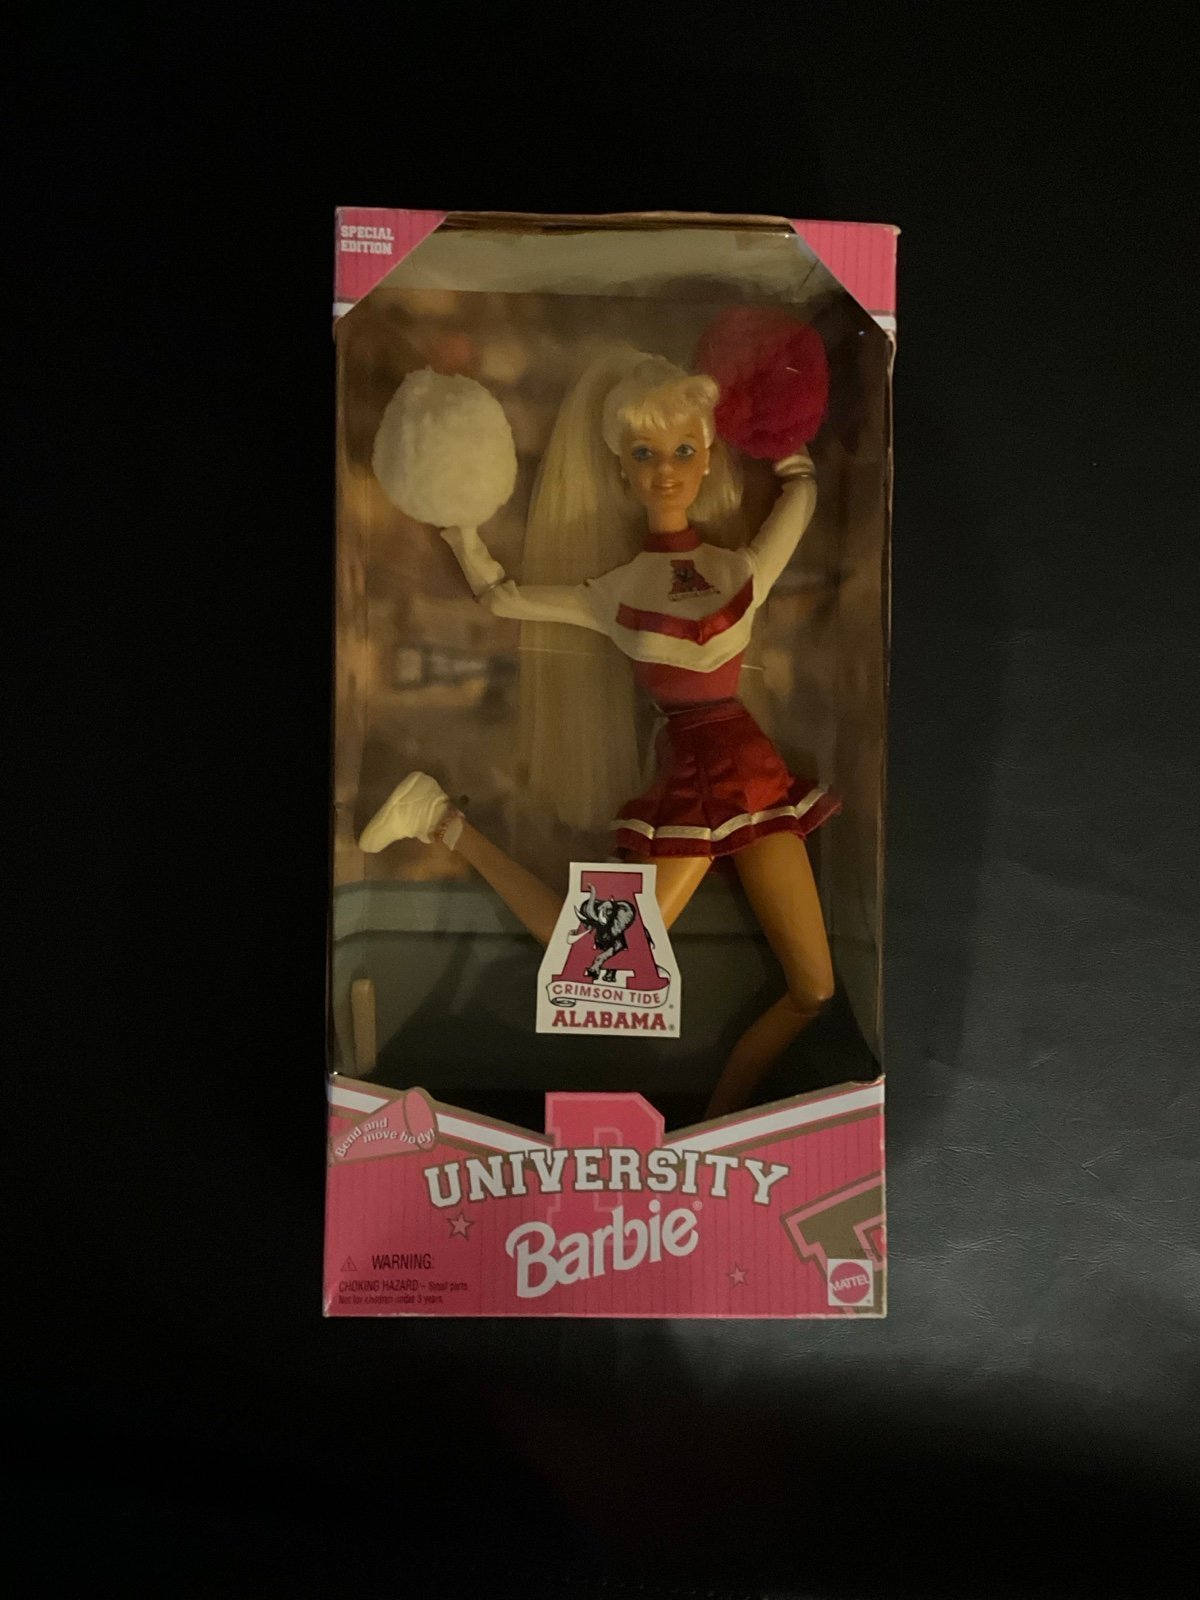 SPECIAL
EDITION
A
A
CRIMSON TIDE®
ALABAMA®
Bend and
move body!
B
UNIVERSITY
Barbie®
⚠ WARNING:
CHOKING HAZARD – Small parts
Not for children under 3 years.
MATTEL